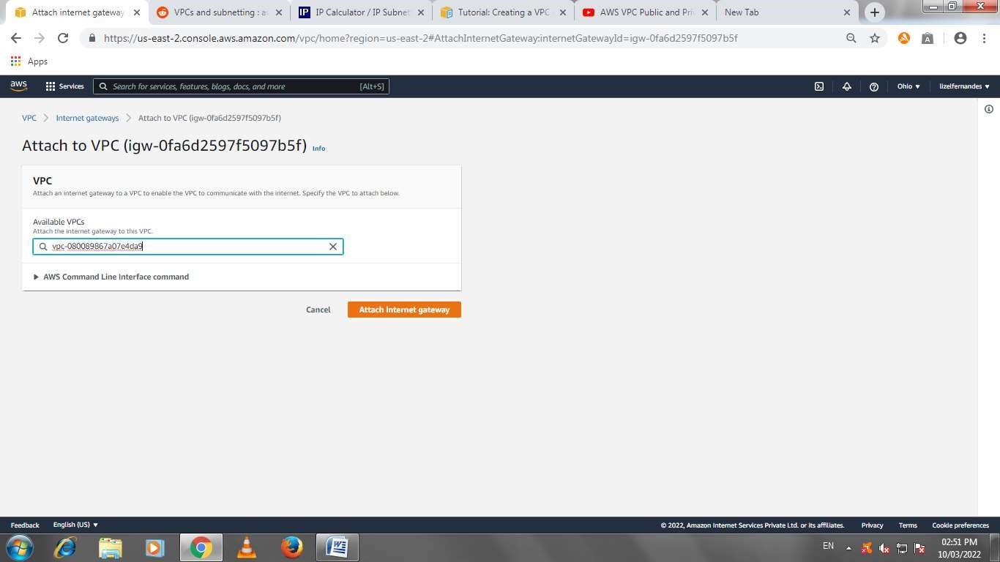 Attach internet gateway
VPCs and subnetting : a
IP Calculator / IP Subnet
Tutorial: Creating a VPC
AWS VPC Public and Priv
New Tab
https://us-east-2.console.aws.amazon.com/vpc/home?region=us-east-2#AttachInternetGateway:internetGatewayId=igw-0fa6d2597f5097b5f
Apps
aws
Services
Search for services, features, blogs, docs, and more
[Alt+S]
Ohio
lizelfernandes
VPC
Internet gateways
Attach to VPC (igw-0fa6d2597f5097b5f)
Attach to VPC (igw-0fa6d2597f5097b5f) Info
VPC
Attach an internet gateway to a VPC to enable the VPC to communicate with the internet. Specify the VPC to attach below.
Available VPCs
Attach the internet gateway to this VPC.
vpc-080089867a07e4da9
AWS Command Line Interface command
Cancel
Attach internet gateway
Feedback
English (US)
© 2022, Amazon Internet Services Private Ltd. or its affiliates.
Privacy
Terms
Cookie preferences
EN
02:51 PM
10/03/2022